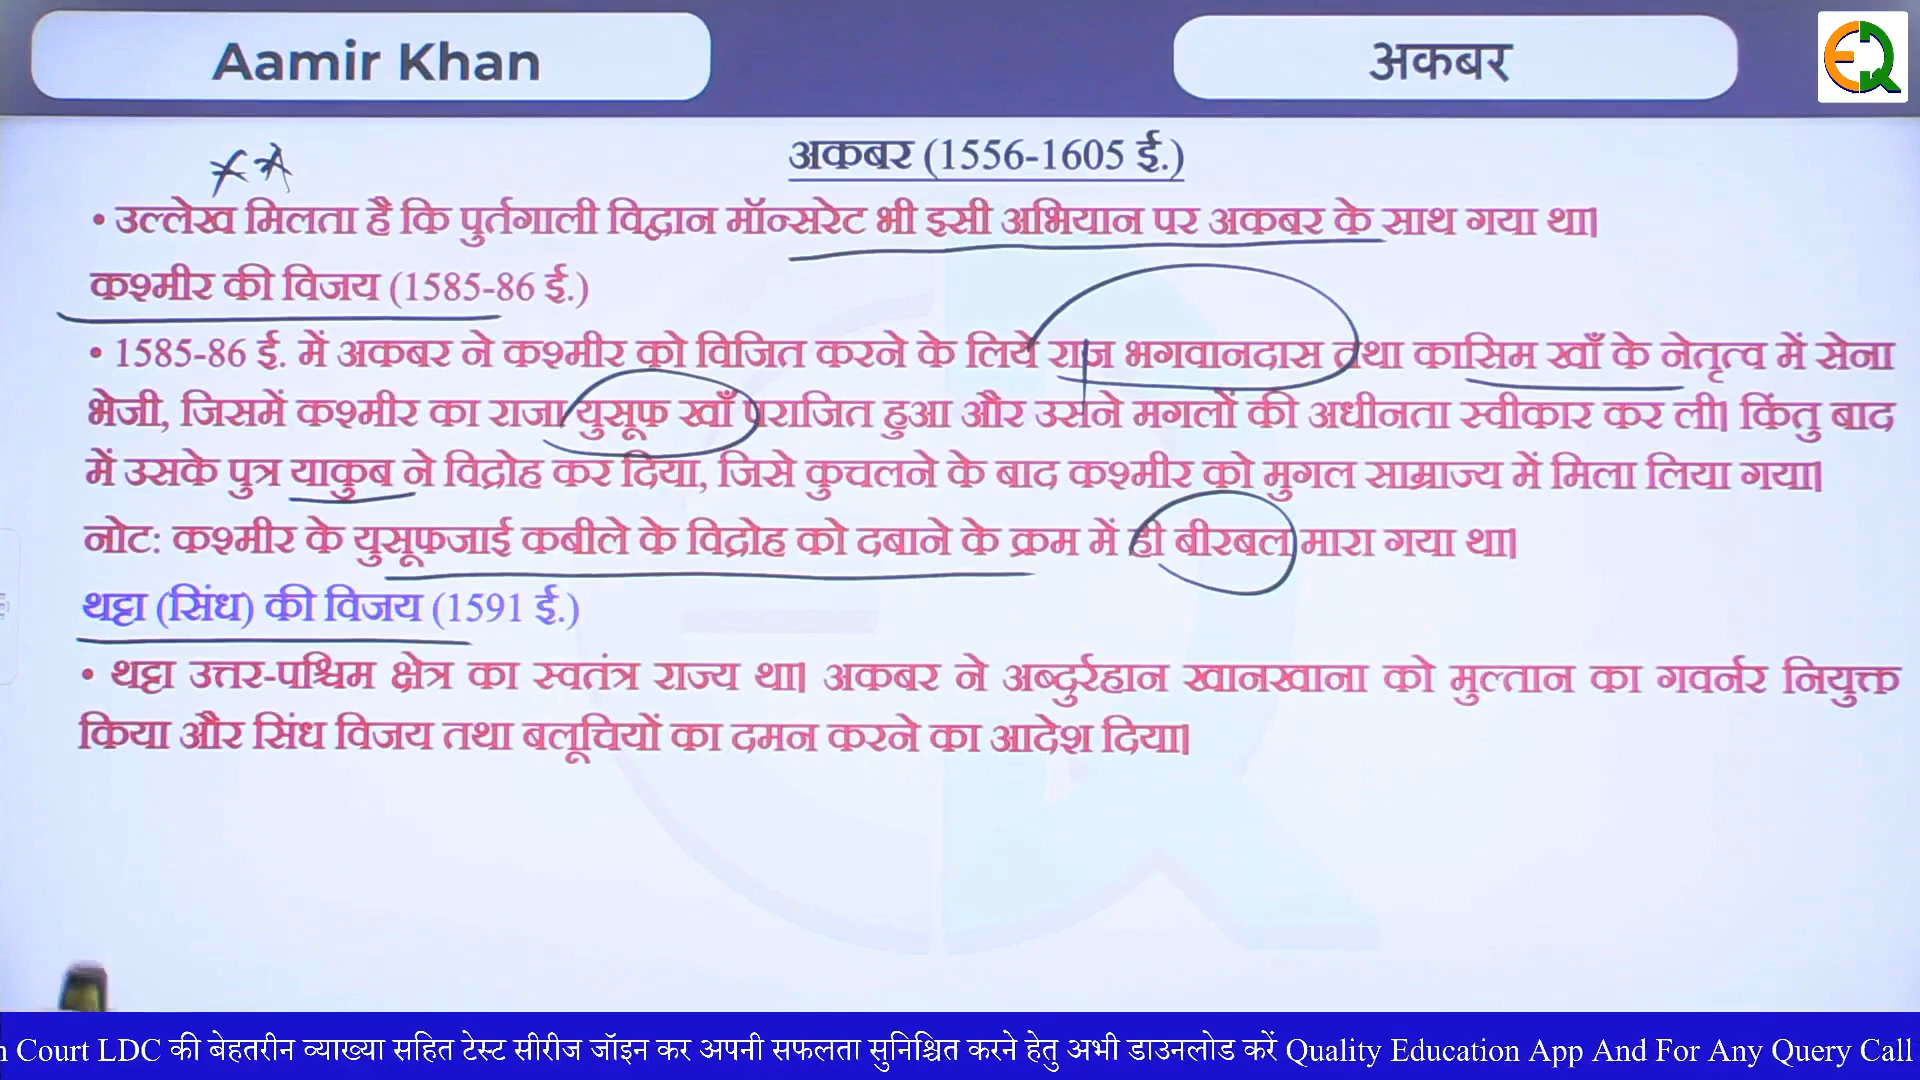 Aamir Khan
अकबर
EQ
अकबर (1556-1605 ई.)
• उल्लेख मिलता है कि पुर्तगाली विद्वान मॉन्सरेट भी इसी अभियान पर अकबर के साथ गया था।
कश्मीर की विजय (1585-86 ई.)
• 1585-86 ई. में अकबर ने कश्मीर को विजित करने के लिये राज भगवानदास तथा कासिम खाँ के नेतृत्व में सेना
भेजी, जिसमें कश्मीर का राजा युसूफ खाँ पराजित हुआ और उसने मगलों की अधीनता स्वीकार कर ली। किंतु बाद
में उसके पुत्र याकुब ने विद्रोह कर दिया, जिसे कुचलने के बाद कश्मीर को मुगल साम्राज्य में मिला लिया गया।
नोट: कश्मीर के युसूफजाई कबीले के विद्रोह को दबाने के क्रम में ही बीरबल मारा गया था।
थट्टा (सिंध) की विजय (1591 ई.)
• थट्टा उत्तर-पश्चिम क्षेत्र का स्वतंत्र राज्य था। अकबर ने अब्दुर्रहान खानखाना को मुल्तान का गवर्नर नियुक्त
किया और सिंध विजय तथा बलूचियों का दमन करने का आदेश दिया।
Court LDC की बेहतरीन व्याख्या सहित टेस्ट सीरीज जॉइन कर अपनी सफलता सुनिश्चित करने हेतु अभी डाउनलोड करें Quality Education App And For Any Query Call